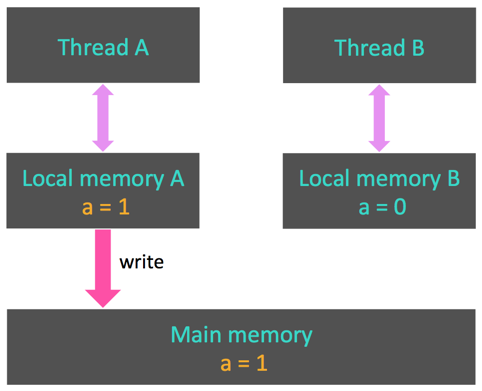 Thread A
Thread B
Local memory A
a = 1
Local memory B
a = 0
write
Main memory
a = 1